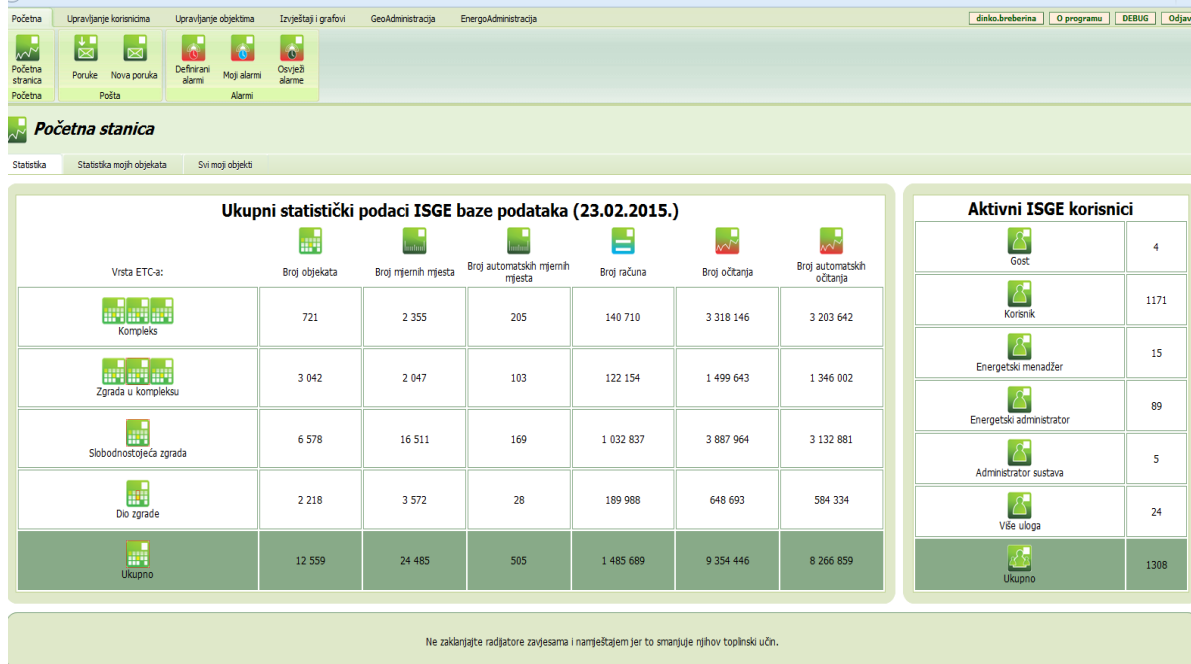 Početna Upravljanje korisnicima Upravljanje objektima Izvještaji i grafovi GeoAdministracija EnergoAdministracija dinko.breberina O programu DEBUG Odjav
Početna stranica Poruke Nova poruka Definirani alarmi Moji alarmi Osvježi alarme
Početna Pošta Alarmi
Početna stanica
Statistika Statistika mojih objekata Svi moji objekti
Ukupni statistički podaci ISGE baze podataka (23.02.2015.)
Vrsta ETC-a: Broj objekata Broj mjernih mjesta Broj automatskih mjernih mjesta Broj računa Broj očitanja Broj automatskih očitanja
Kompleks 721 2 355 205 140 710 3 318 146 3 203 642
Zgrada u kompleksu 3 042 2 047 103 122 154 1 499 643 1 346 002
Slobodnostojeća zgrada 6 578 16 511 169 1 032 837 3 887 964 3 132 881
Dio zgrade 2 218 3 572 28 189 988 648 693 584 334
Ukupno 12 559 24 485 505 1 485 689 9 354 446 8 266 859
Aktivni ISGE korisnici
Gost 4
Korisnik 1171
Energetski menadžer 15
Energetski administrator 89
Administrator sustava 5
Više uloga 24
Ukupno 1308
Ne zaklanjajte radijatore zavjesama i namještajem jer to smanjuje njihov toplinski učin.